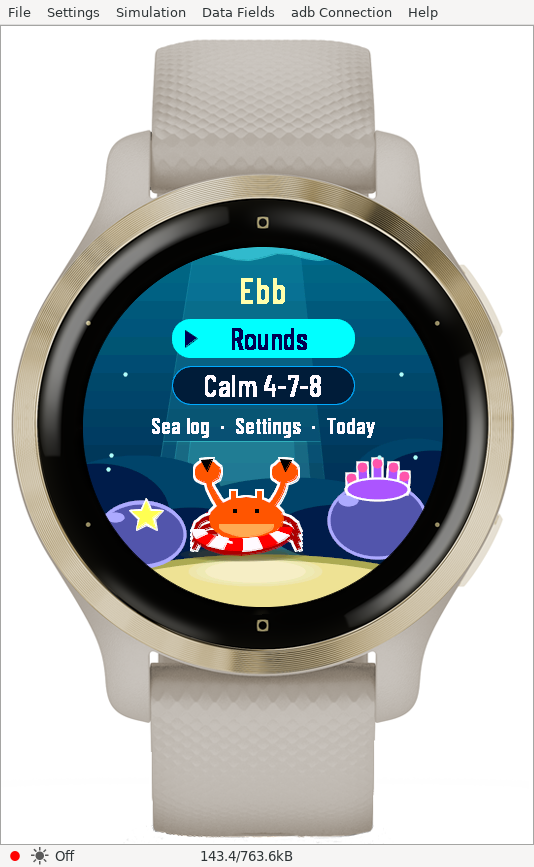 File Settings Simulation Data Fields adb Connection Help
Ebb
Rounds
Calm 4-7-8
Sea log · Settings · Today
Off 143.4/763.6kB